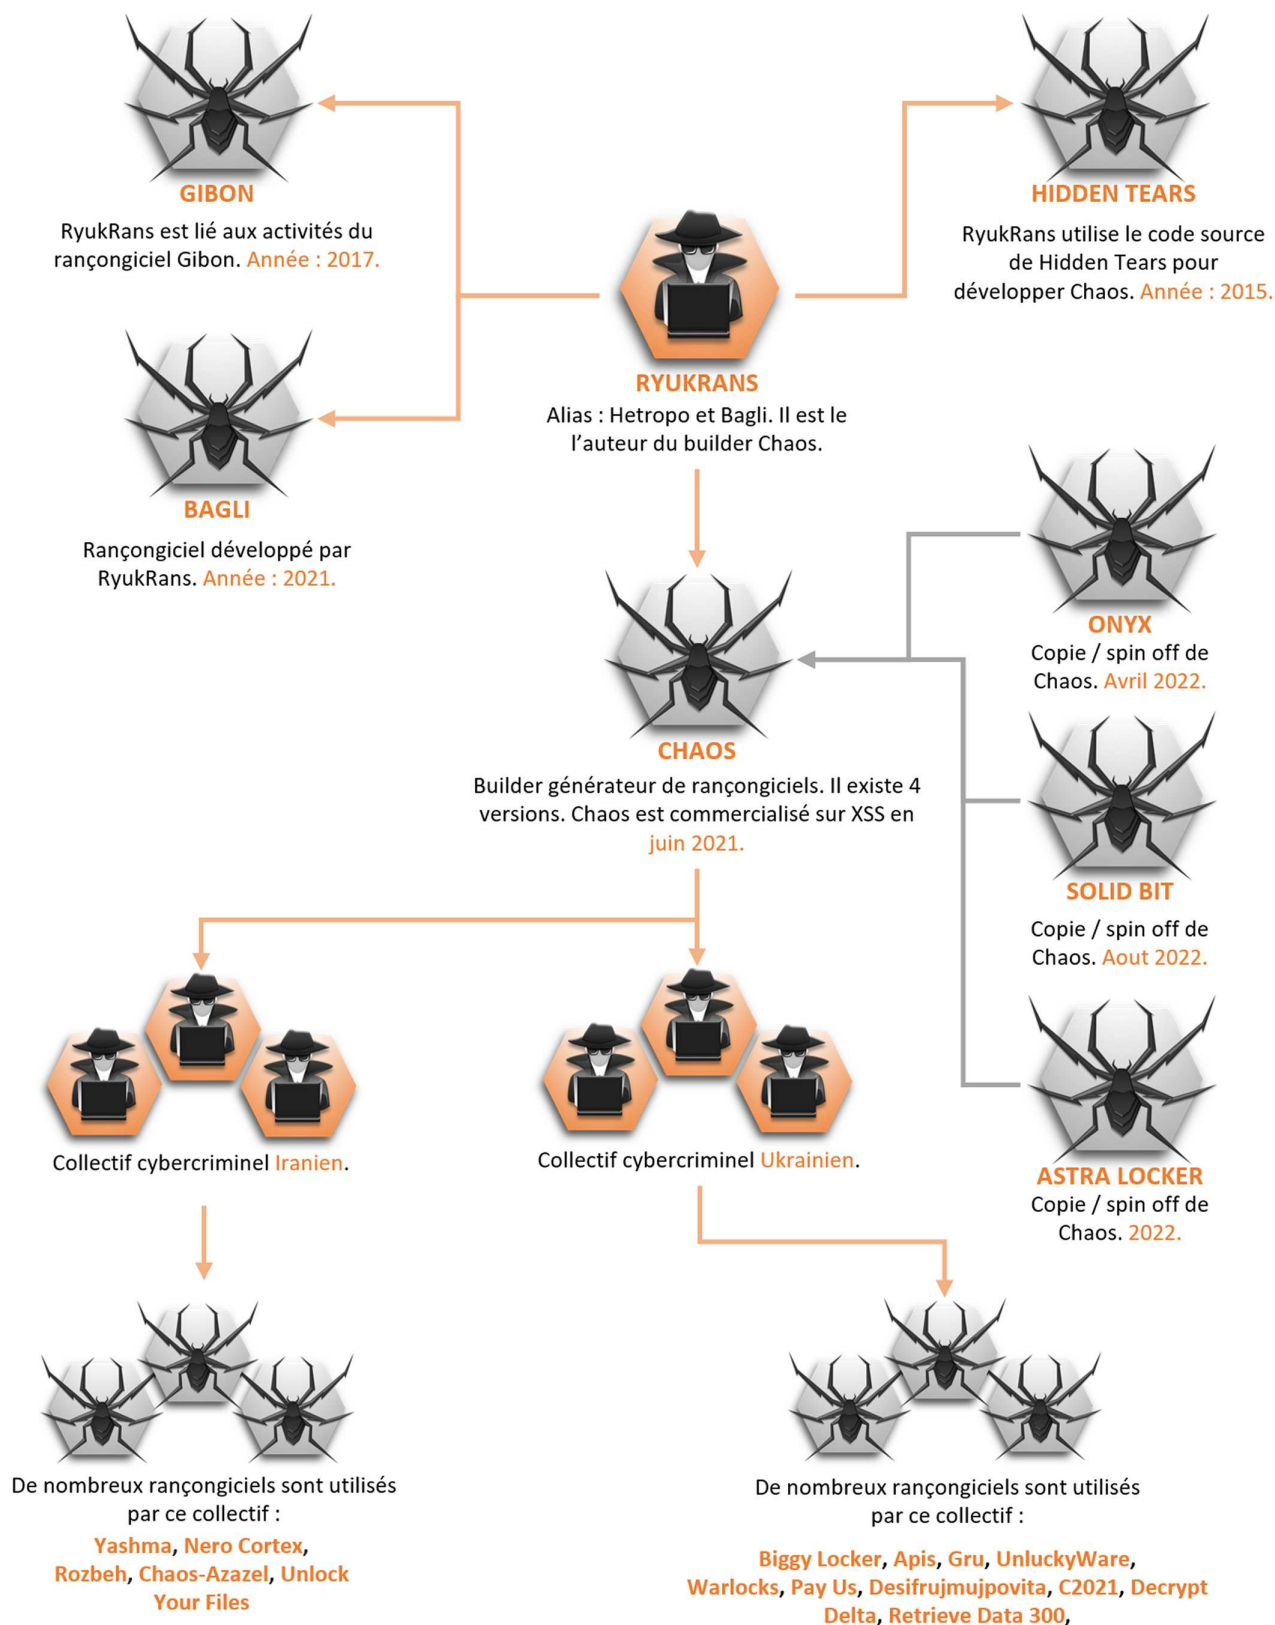 GIBON
RyukRans est lié aux activités du
rançongiciel Gibon. Année : 2017.
HIDDEN TEARS
RyukRans utilise le code source
de Hidden Tears pour
développer Chaos. Année : 2015.
RYUKRANS
Alias : Hetropo et Bagli. Il est le
l’auteur du builder Chaos.
BAGLI
Rançongiciel développé par
RyukRans. Année : 2021.
ONYX
Copie / spin off de
Chaos. Avril 2022.
CHAOS
Builder générateur de rançongiciels. Il existe 4
versions. Chaos est commercialisé sur XSS en
juin 2021.
SOLID BIT
Copie / spin off de
Chaos. Aout 2022.
ASTRA LOCKER
Copie / spin off de
Chaos. 2022.
Collectif cybercriminel Iranien.
Collectif cybercriminel Ukrainien.
De nombreux rançongiciels sont utilisés
par ce collectif :
Yashma, Nero Cortex,
Rozbeh, Chaos-Azazel, Unlock
Your Files
De nombreux rançongiciels sont utilisés
par ce collectif :
Biggy Locker, Apis, Gru, UnluckyWare,
Warlocks, Pay Us, Desifrujmujpovita, C2021, Decrypt
Delta, Retrieve Data 300,